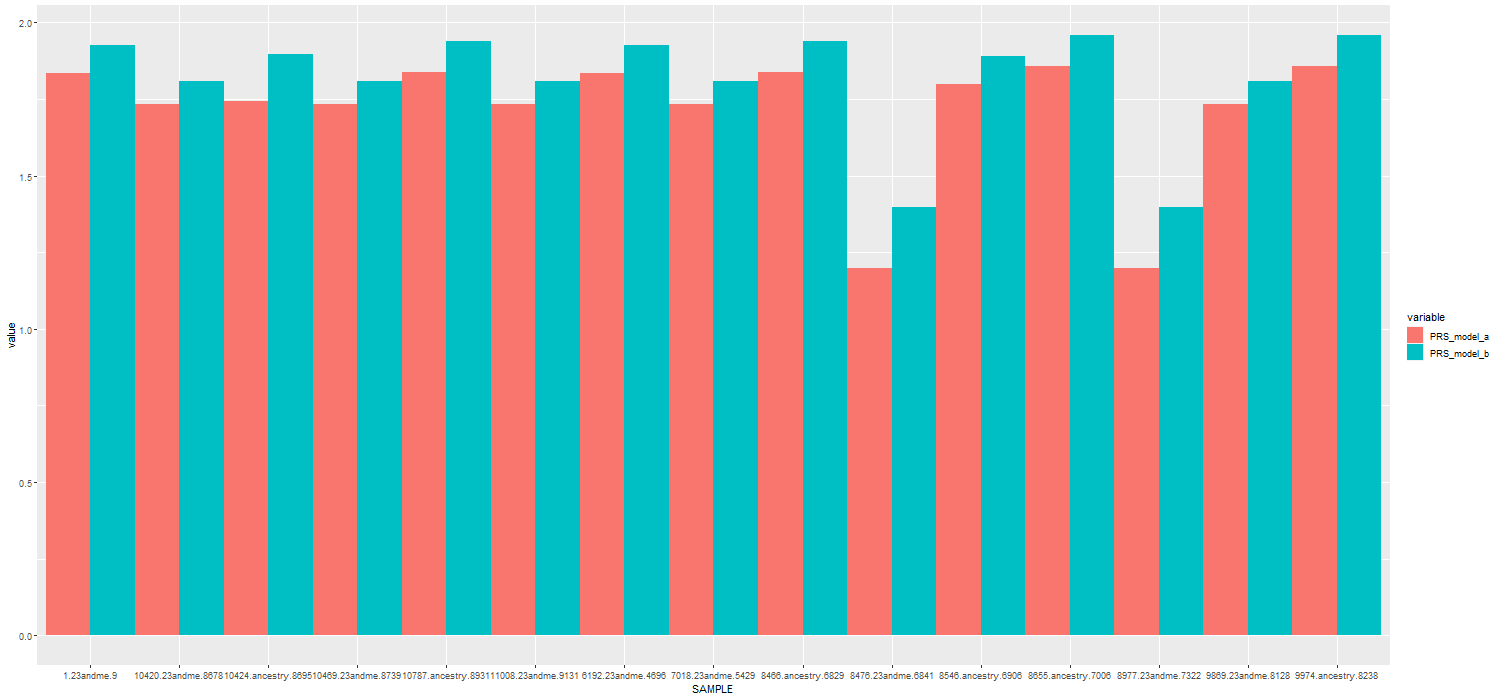 2.0
1.5
1.0
0.5
0.0
value
1.23andme.9
10420.23andme.8678
10424.ancestry.8695
10469.23andme.8739
10787.ancestry.8931
11008.23andme.9131
6192.23andme.4696
7018.23andme.5429
8466.ancestry.6829
8476.23andme.6841
8546.ancestry.6906
8655.ancestry.7006
8977.23andme.7322
9869.23andme.8128
9974.ancestry.8238
SAMPLE
variable
PRS_model_a
PRS_model_b